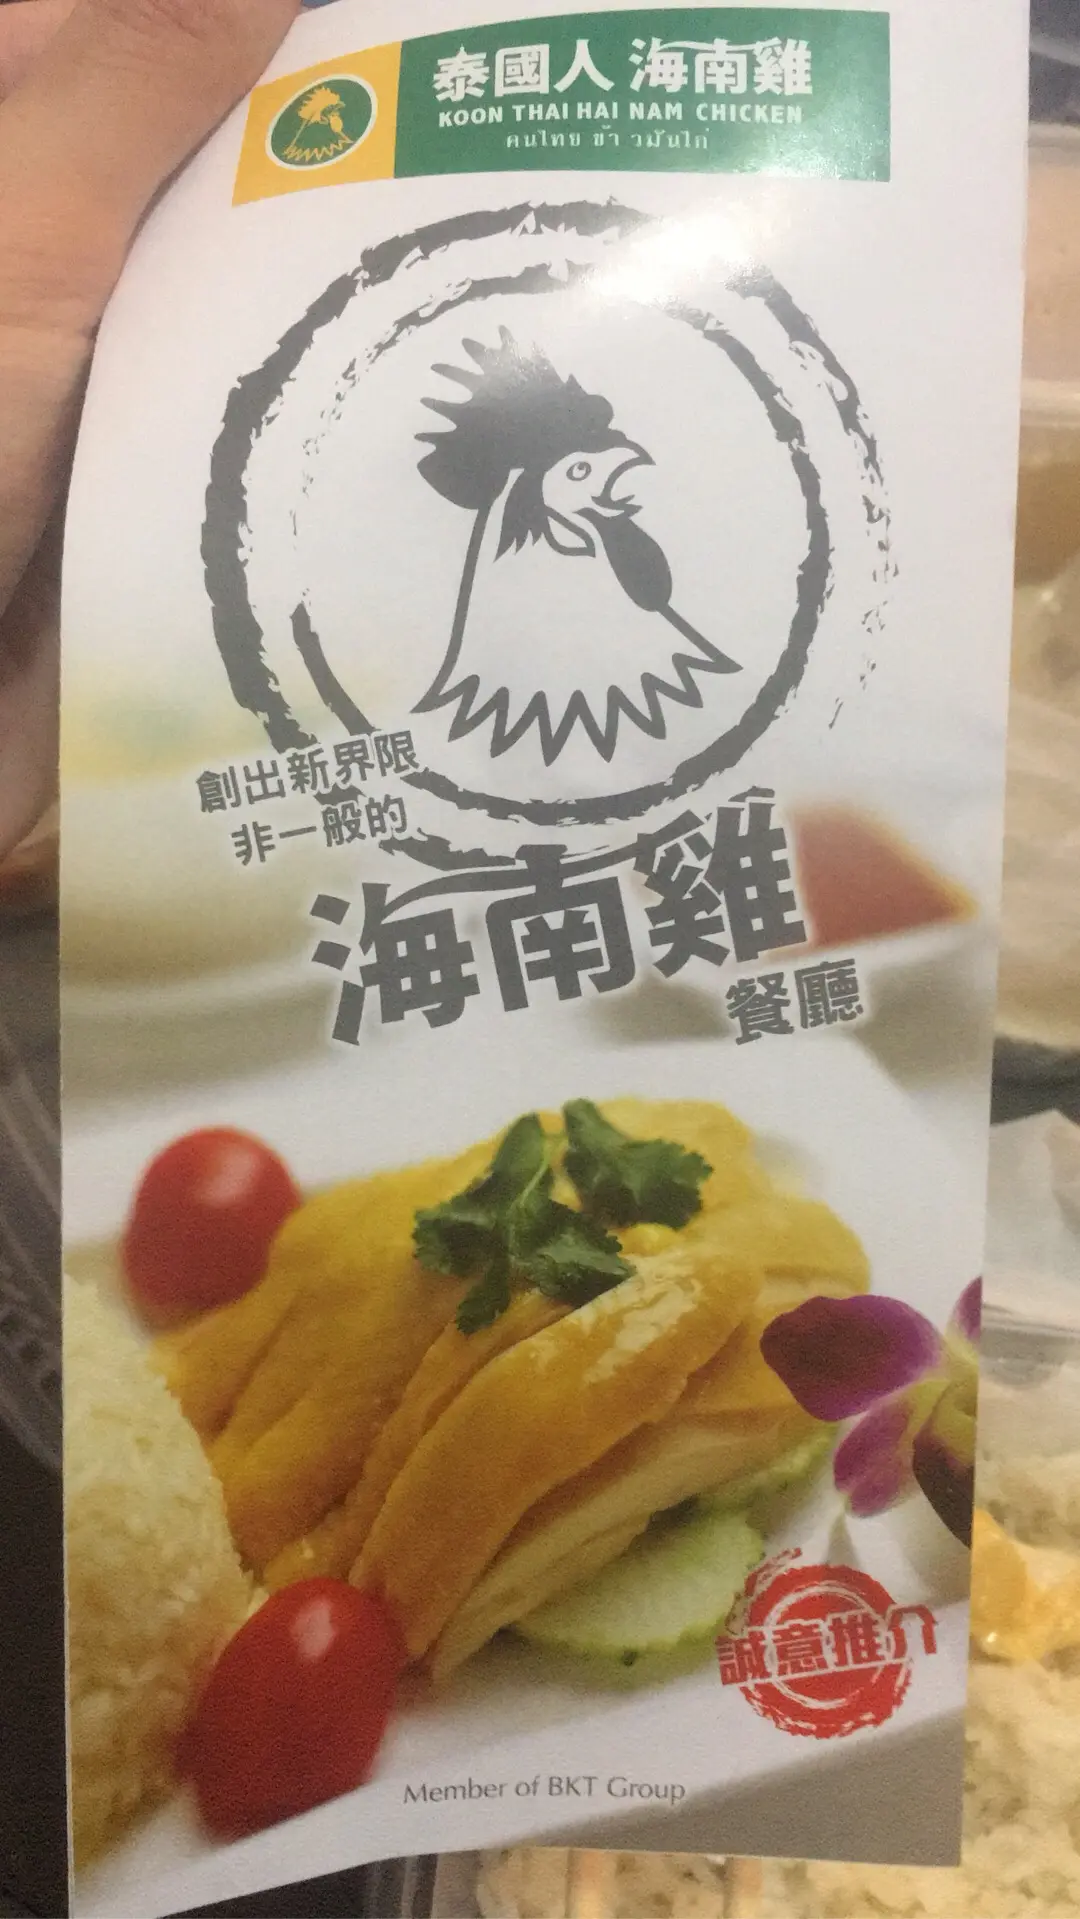 泰國人 海南雞
KOON THAI HAI NAM CHICKEN
คนไทย ข้า วมันไก่
創出新界限
非一般的
海南雞
餐廳
誠意推介
Member of BKT Group